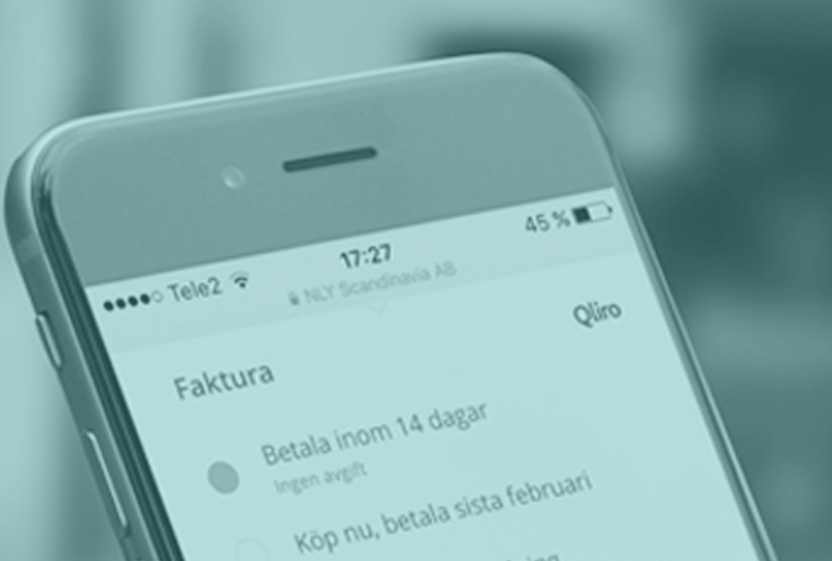 Tele2 17:27 45 %
NLY Scandinavia AB
Qliro
Faktura
Betala inom 14 dagar
Ingen avgift
Köp nu, betala sista februari